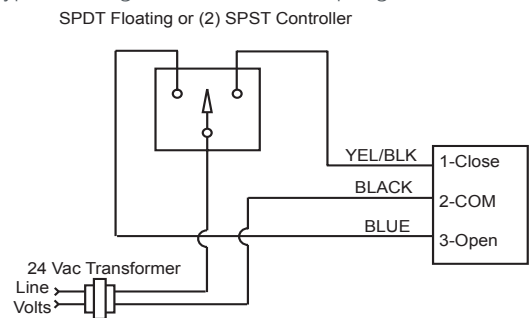 SPDT Floating or (2) SPST Controller
YEL/BLK
1-Close
BLACK
2-COM
BLUE
3-Open
24 Vac Transformer
Line
Volts